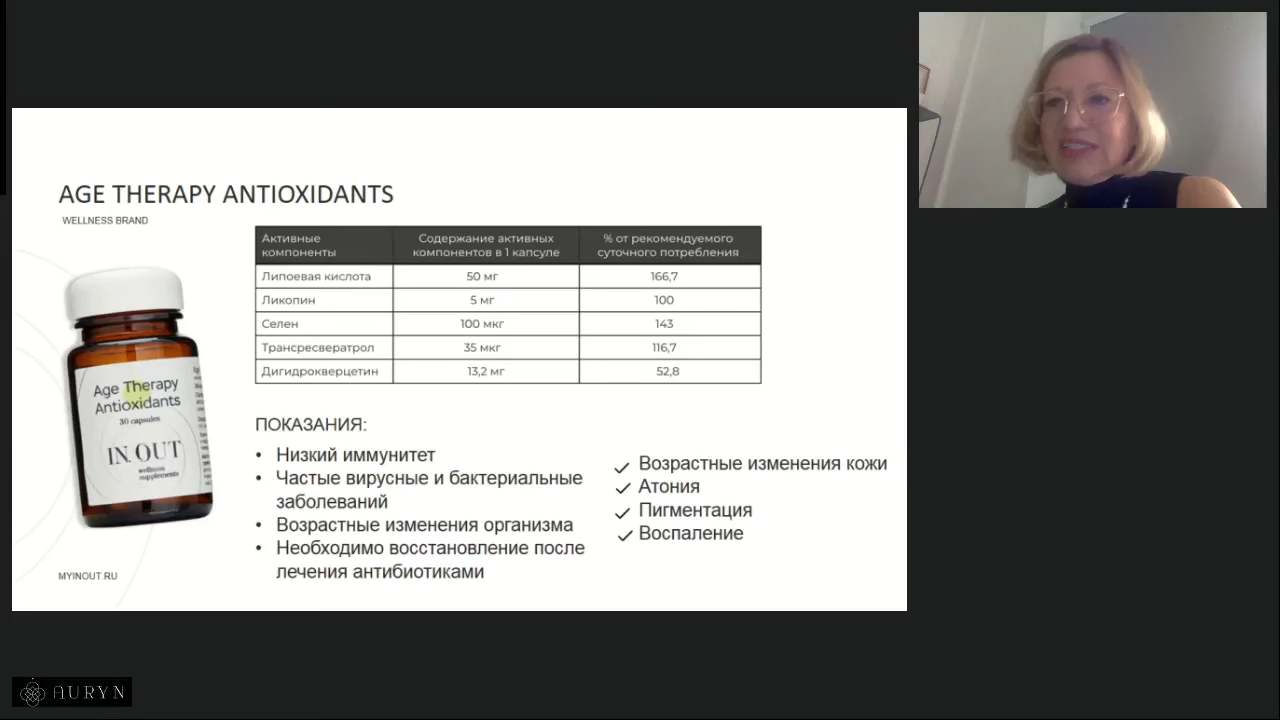 AGE THERAPY ANTIOXIDANTS
WELLNESS BRAND
Активные компоненты
Содержание активных компонентов в 1 капсуле
% от рекомендуемого суточного потребления
Липоевая кислота 50 мг 166,7
Ликопин 5 мг 100
Селен 100 мкг 143
Трансресвератрол 35 мкг 116,7
Дигидрокверцетин 13,2 мг 52,8
Age Therapy
Antioxidants
30 capsules
IN.OUT
wellness
supplements
ПОКАЗАНИЯ:
• Низкий иммунитет
• Частые вирусные и бактериальные
заболеваний
• Возрастные изменения организма
• Необходимо восстановление после
лечения антибиотиками
✓ Возрастные изменения кожи
✓ Атония
✓ Пигментация
✓ Воспаление
MYINOUT.RU
AURYN